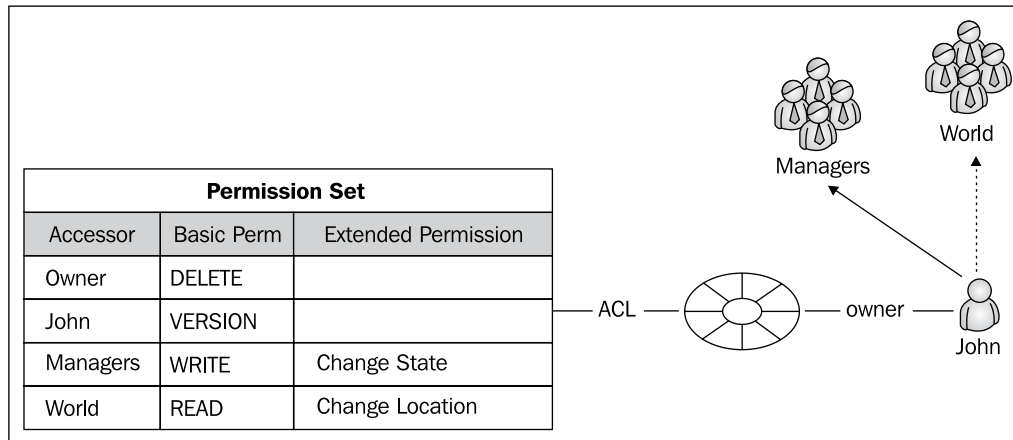 World
Managers
Permission Set
Accessor Basic Perm Extended Permission
Owner DELETE
John VERSION
Managers WRITE Change State
World READ Change Location
ACL owner
John